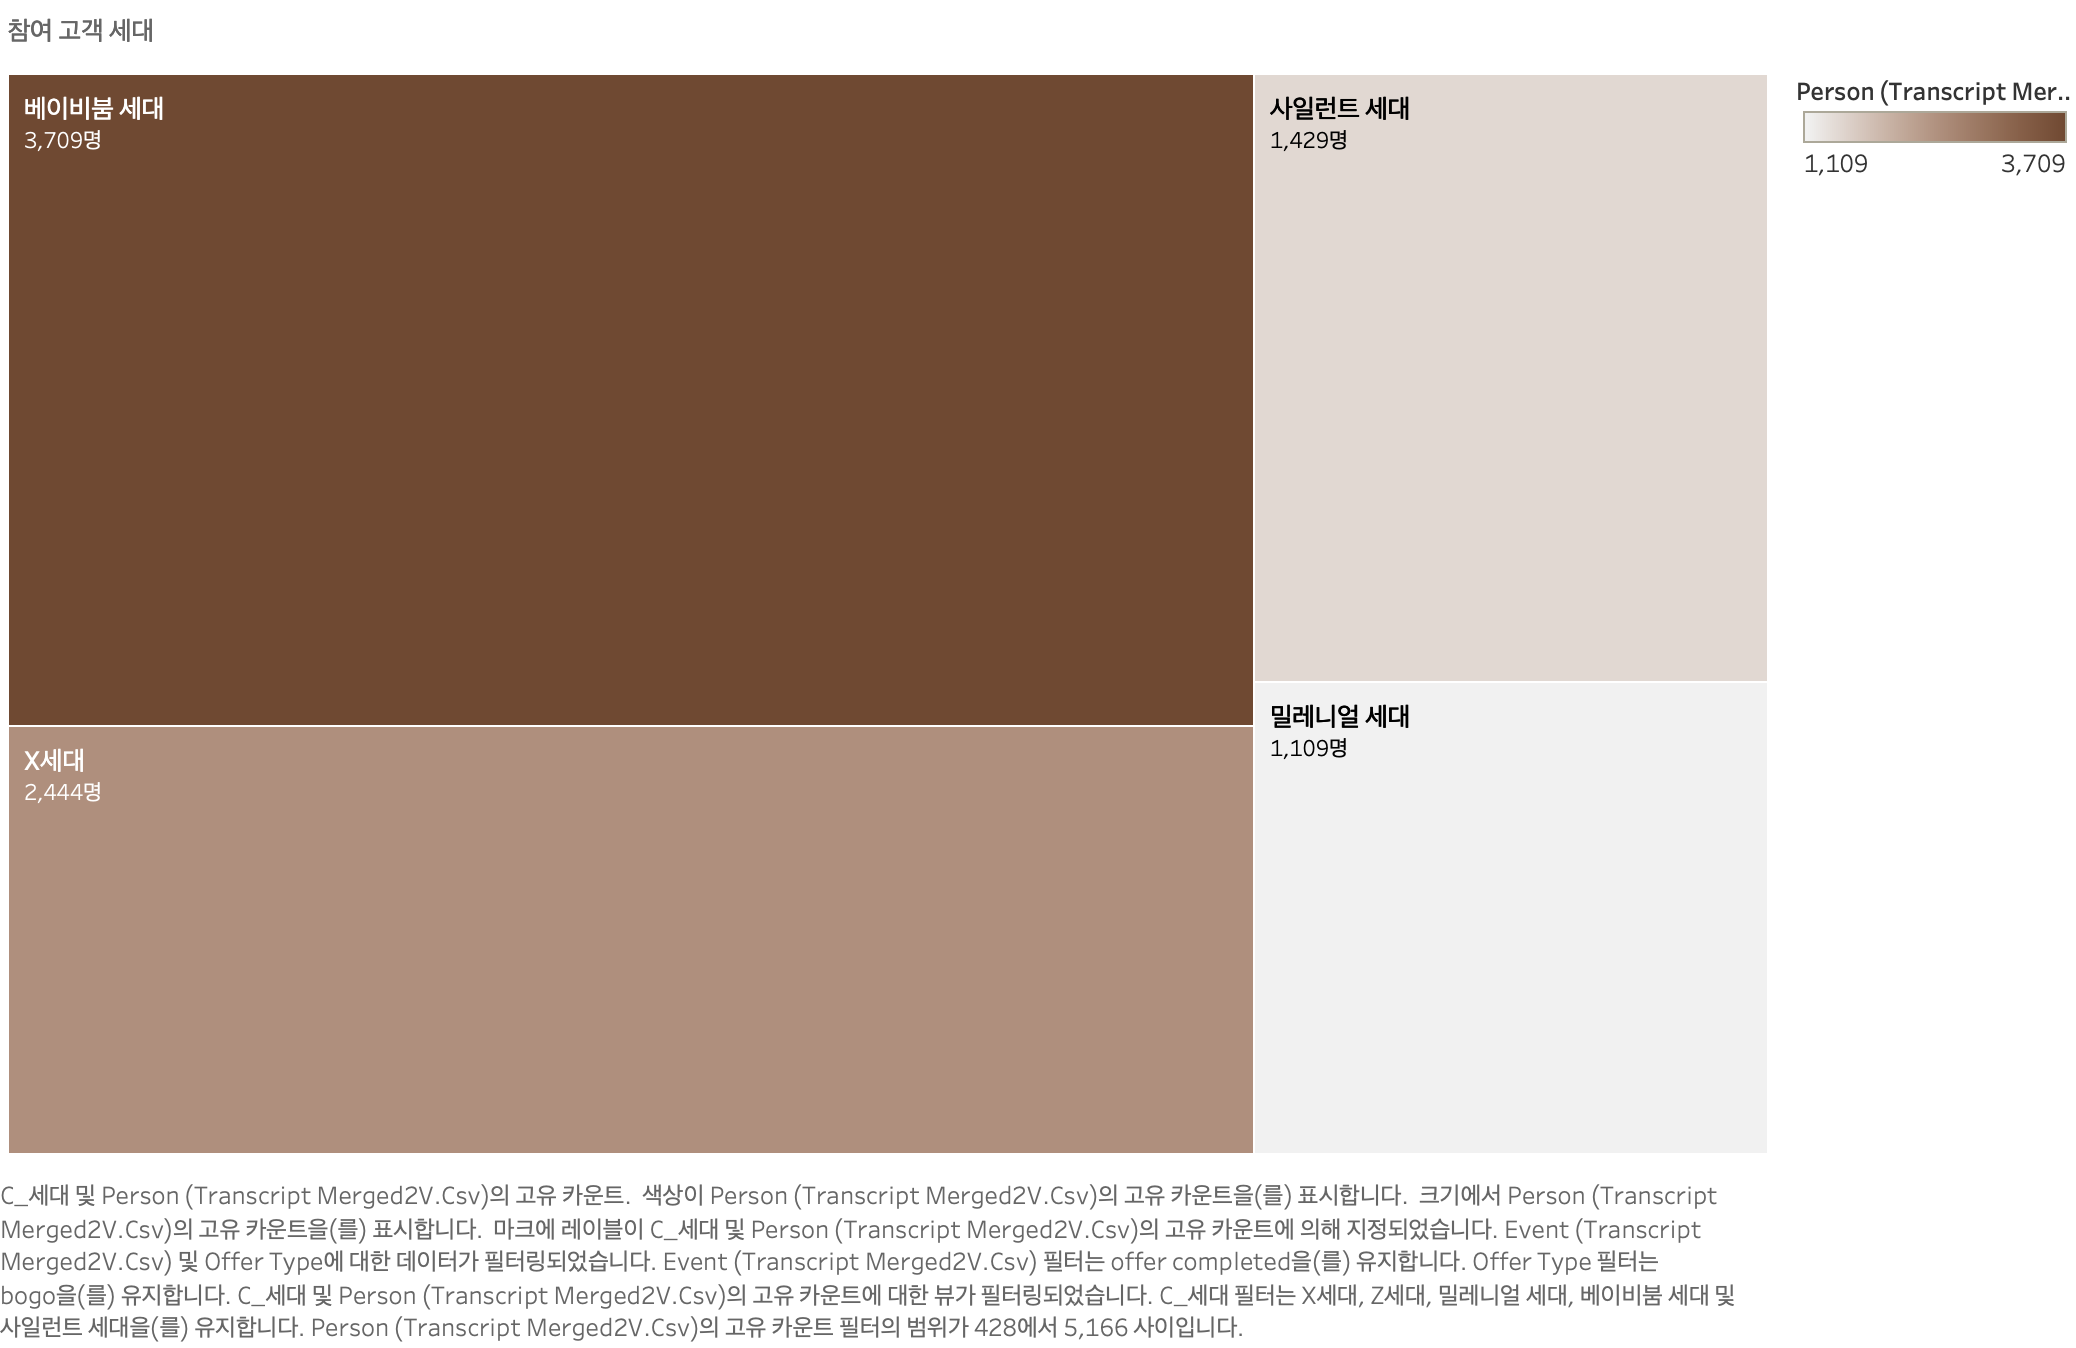 참여 고객 세대
베이비붐 세대
3,709명
사일런트 세대
1,429명
Person (Transcript Mer..
1,109
3,709
밀레니얼 세대
1,109명
X세대
2,444명
C_세대 및 Person (Transcript Merged2V.Csv)의 고유 카운트.  색상이 Person (Transcript Merged2V.Csv)의 고유 카운트을(를) 표시합니다.  크기에서 Person (Transcript
Merged2V.Csv)의 고유 카운트을(를) 표시합니다.  마크에 레이블이 C_세대 및 Person (Transcript Merged2V.Csv)의 고유 카운트에 의해 지정되었습니다. Event (Transcript
Merged2V.Csv) 및 Offer Type에 대한 데이터가 필터링되었습니다. Event (Transcript Merged2V.Csv) 필터는 offer completed을(를) 유지합니다. Offer Type 필터는
bogo을(를) 유지합니다. C_세대 및 Person (Transcript Merged2V.Csv)의 고유 카운트에 대한 뷰가 필터링되었습니다. C_세대 필터는 X세대, Z세대, 밀레니얼 세대, 베이비붐 세대 및
사일런트 세대을(를) 유지합니다. Person (Transcript Merged2V.Csv)의 고유 카운트 필터의 범위가 428에서 5,166 사이입니다.